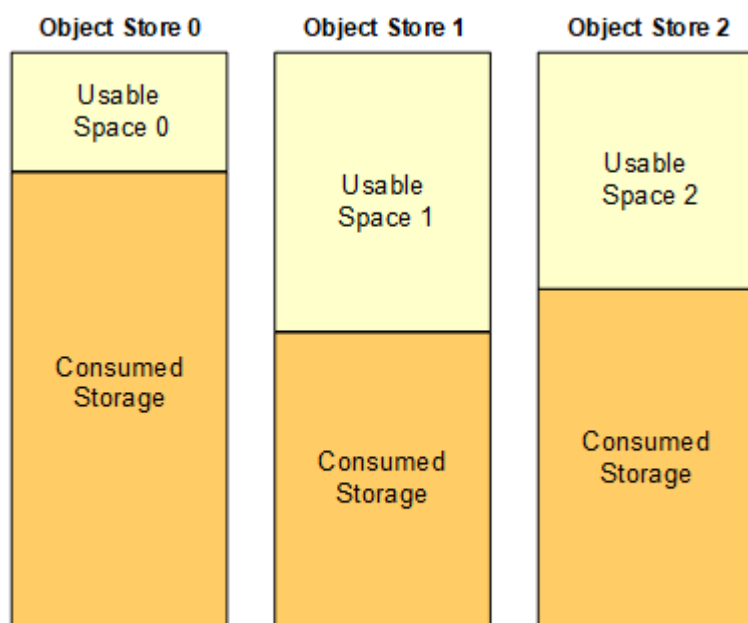 Object Store 0
Object Store 1
Object Store 2
Usable
Space 0
Usable
Space 1
Usable
Space 2
Consumed
Storage
Consumed
Storage
Consumed
Storage